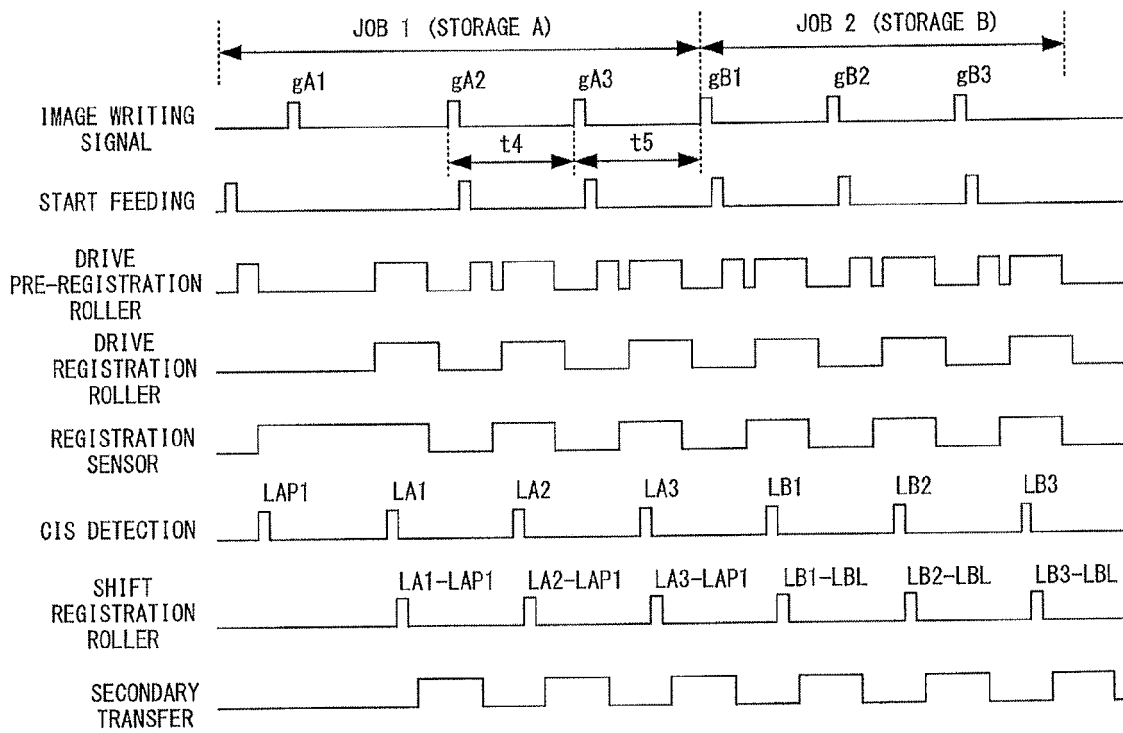 JOB 1 (STORAGE A) JOB 2 (STORAGE B)
gA1 gA2 gA3 gB1 gB2 gB3
IMAGE WRITING
SIGNAL
t4 t5
START FEEDING
DRIVE
PRE-REGISTRATION
ROLLER
DRIVE
REGISTRATION
ROLLER
REGISTRATION
SENSOR
LAP1 LA1 LA2 LA3 LB1 LB2 LB3
CIS DETECTION
LA1-LAP1 LA2-LAP1 LA3-LAP1 LB1-LBL LB2-LBL LB3-LBL
SHIFT
REGISTRATION
ROLLER
SECONDARY
TRANSFER